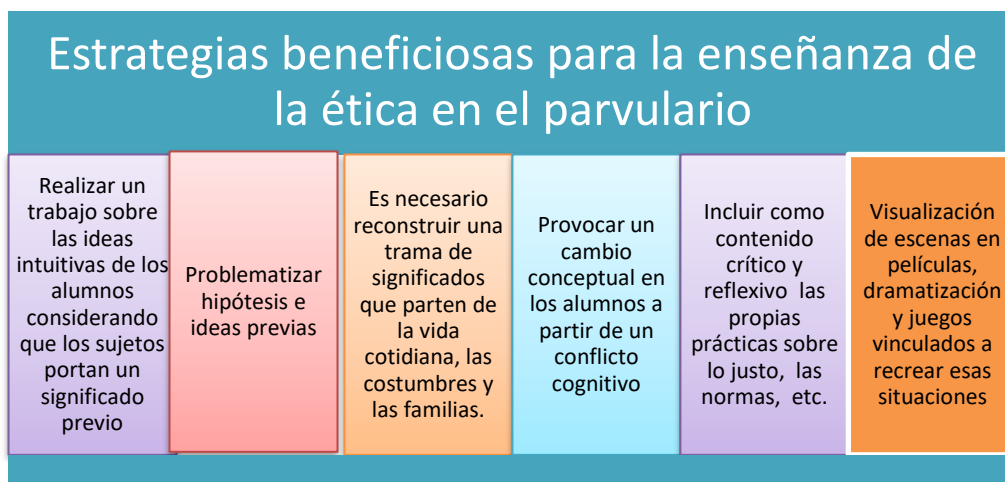 Estrategias beneficiosas para la enseñanza de
la ética en el parvulario
Realizar un
trabajo sobre
las ideas
intuitivas de los
alumnos
considerando
que los sujetos
portan un
significado
previo
Problematizar
hipótesis e
ideas previas
Es necesario
reconstruir una
trama de
significados
que parten de
la vida
cotidiana, las
costumbres y
las familias.
Provocar un
cambio
conceptual en
los alumnos a
partir de un
conflicto
cognitivo
Incluir como
contenido
crítico y
reflexivo las
propias
prácticas sobre
lo justo, las
normas, etc.
Visualización
de escenas en
películas,
dramatización
y juegos
vinculados a
recrear esas
situaciones